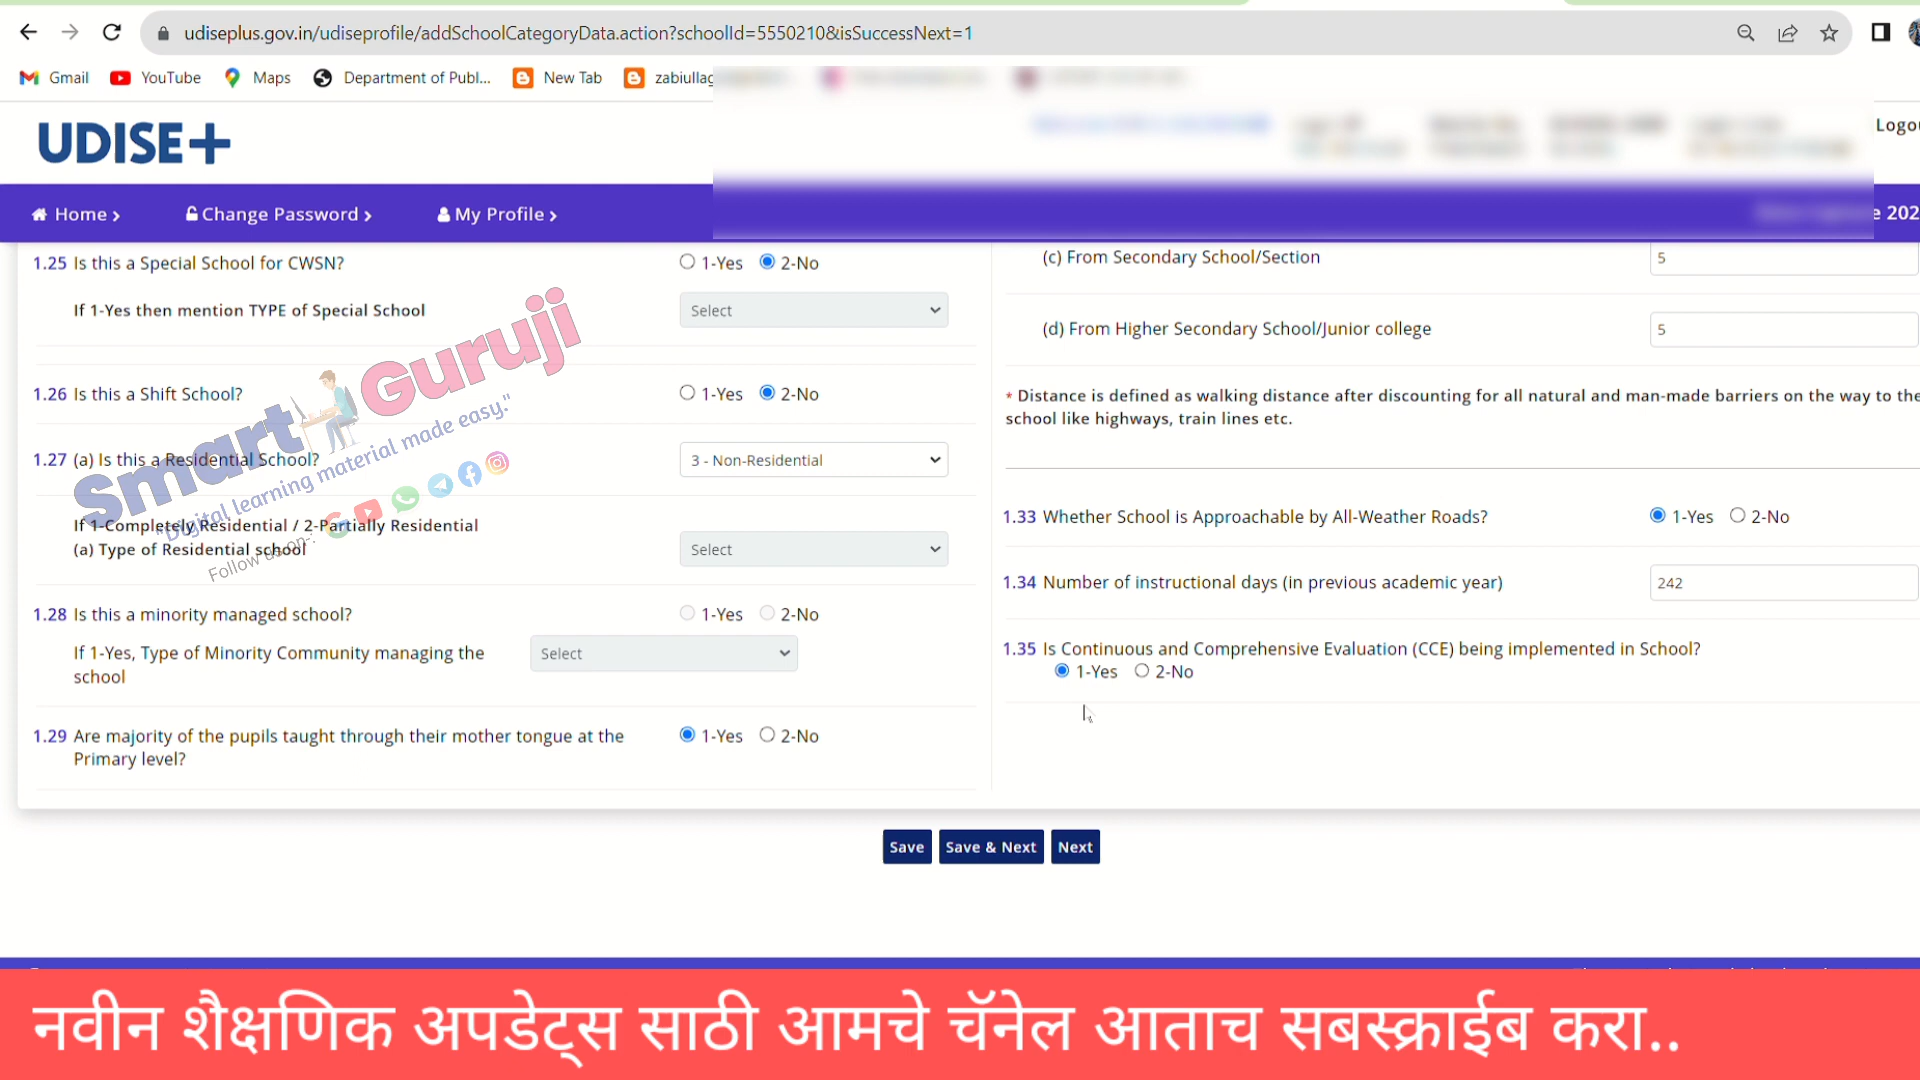 udiseplus.gov.in/udiseprofile/addSchoolCategoryData.action?schoolId=5550210&isSuccessNext=1
Gmail YouTube Maps Department of Publ... New Tab
UDISE+
Home Change Password My Profile 202
1.25 Is this a Special School for CWSN? 1-Yes 2-No
If 1-Yes then mention TYPE of Special School Select
1.26 Is this a Shift School? 1-Yes 2-No
1.27 (a) Is this a Residential School? 3 - Non-Residential
If 1-Completely Residential / 2-Partially Residential
(a) Type of Residential school Select
1.28 Is this a minority managed school? 1-Yes 2-No
If 1-Yes, Type of Minority Community managing the school Select
1.29 Are majority of the pupils taught through their mother tongue at the
Primary level? 1-Yes 2-No
(c) From Secondary School/Section 5
(d) From Higher Secondary School/Junior college 5
* Distance is defined as walking distance after discounting for all natural and man-made barriers on the way to the
school like highways, train lines etc.
1.33 Whether School is Approachable by All-Weather Roads? 1-Yes 2-No
1.34 Number of instructional days (in previous academic year) 242
1.35 Is Continuous and Comprehensive Evaluation (CCE) being implemented in School?
1-Yes 2-No
Smart Guruji
"Digital learning material made easy."
Follow us on-:
Save Save & Next Next
नवीन शैक्षणिक अपडेट्स साठी आमचे चॅनेल आताच सबस्क्राईब करा..